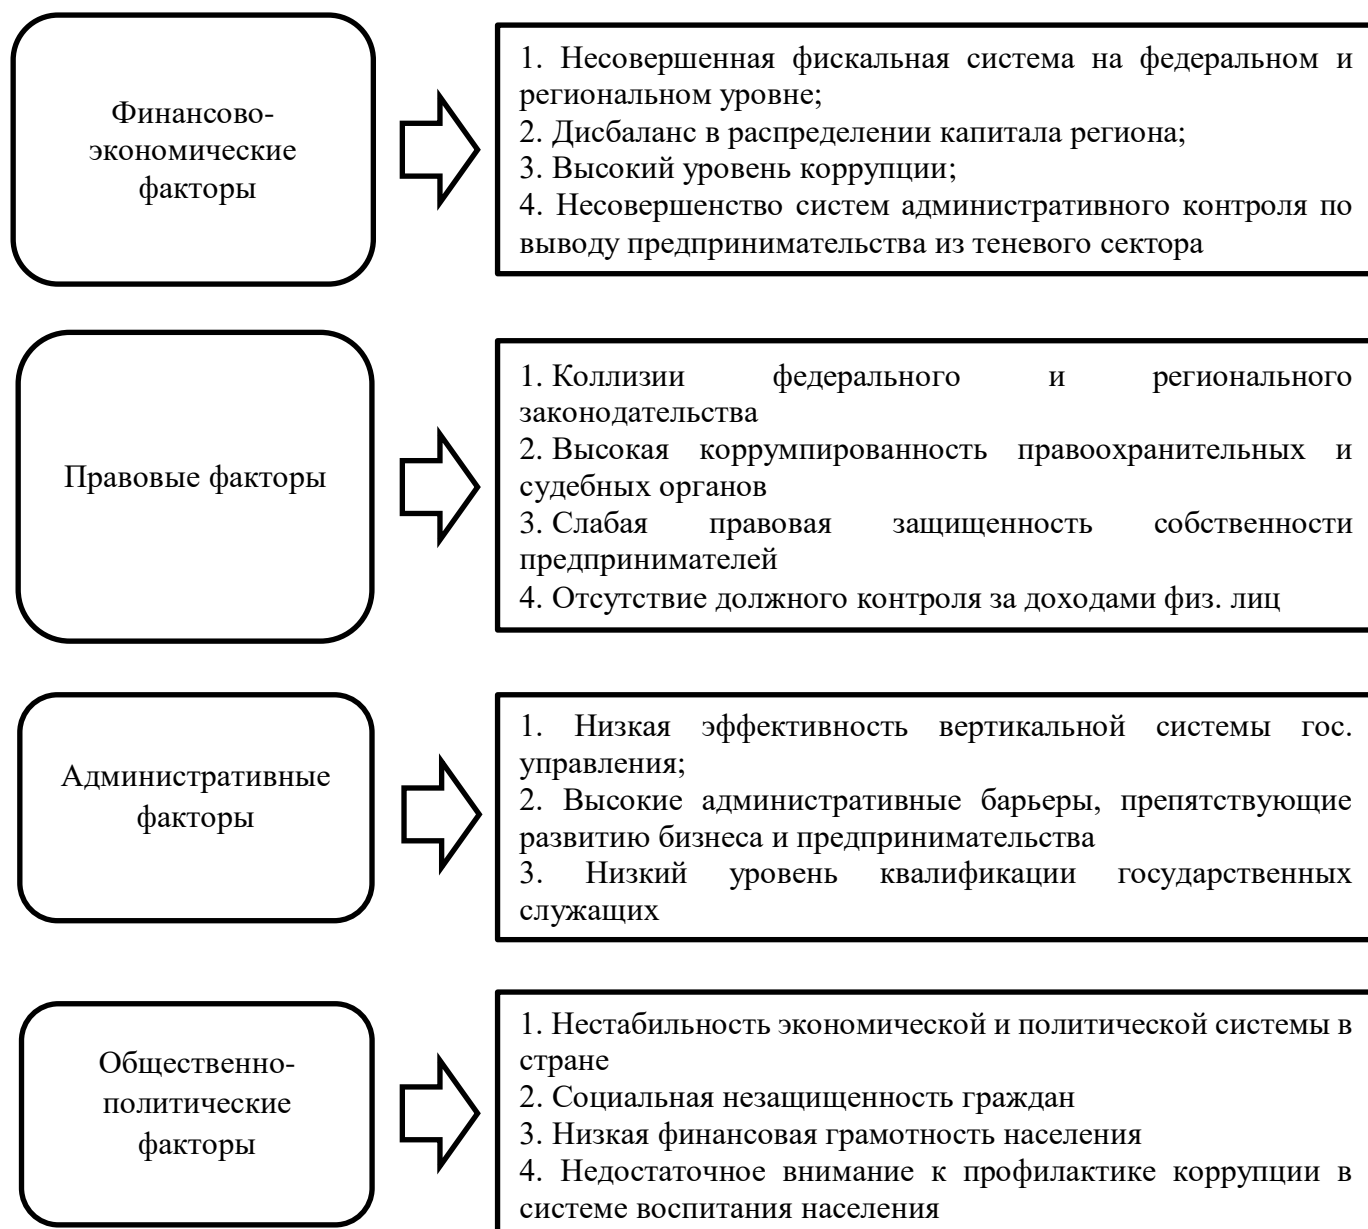 Финансово-
экономические
факторы
1. Несовершенная фискальная система на федеральном и
региональном уровне;
2. Дисбаланс в распределении капитала региона;
3. Высокий уровень коррупции;
4. Несовершенство систем административного контроля по
выводу предпринимательства из теневого сектора
Правовые факторы
1. Коллизии федерального и регионального
законодательства
2. Высокая коррумпированность правоохранительных и
судебных органов
3. Слабая правовая защищенность собственности
предпринимателей
4. Отсутствие должного контроля за доходами физ. лиц
Административные
факторы
1. Низкая эффективность вертикальной системы гос.
управления;
2. Высокие административные барьеры, препятствующие
развитию бизнеса и предпринимательства
3. Низкий уровень квалификации государственных
служащих
Общественно-
политические
факторы
1. Нестабильность экономической и политической системы в
стране
2. Социальная незащищенность граждан
3. Низкая финансовая грамотность населения
4. Недостаточное внимание к профилактике коррупции в
системе воспитания населения